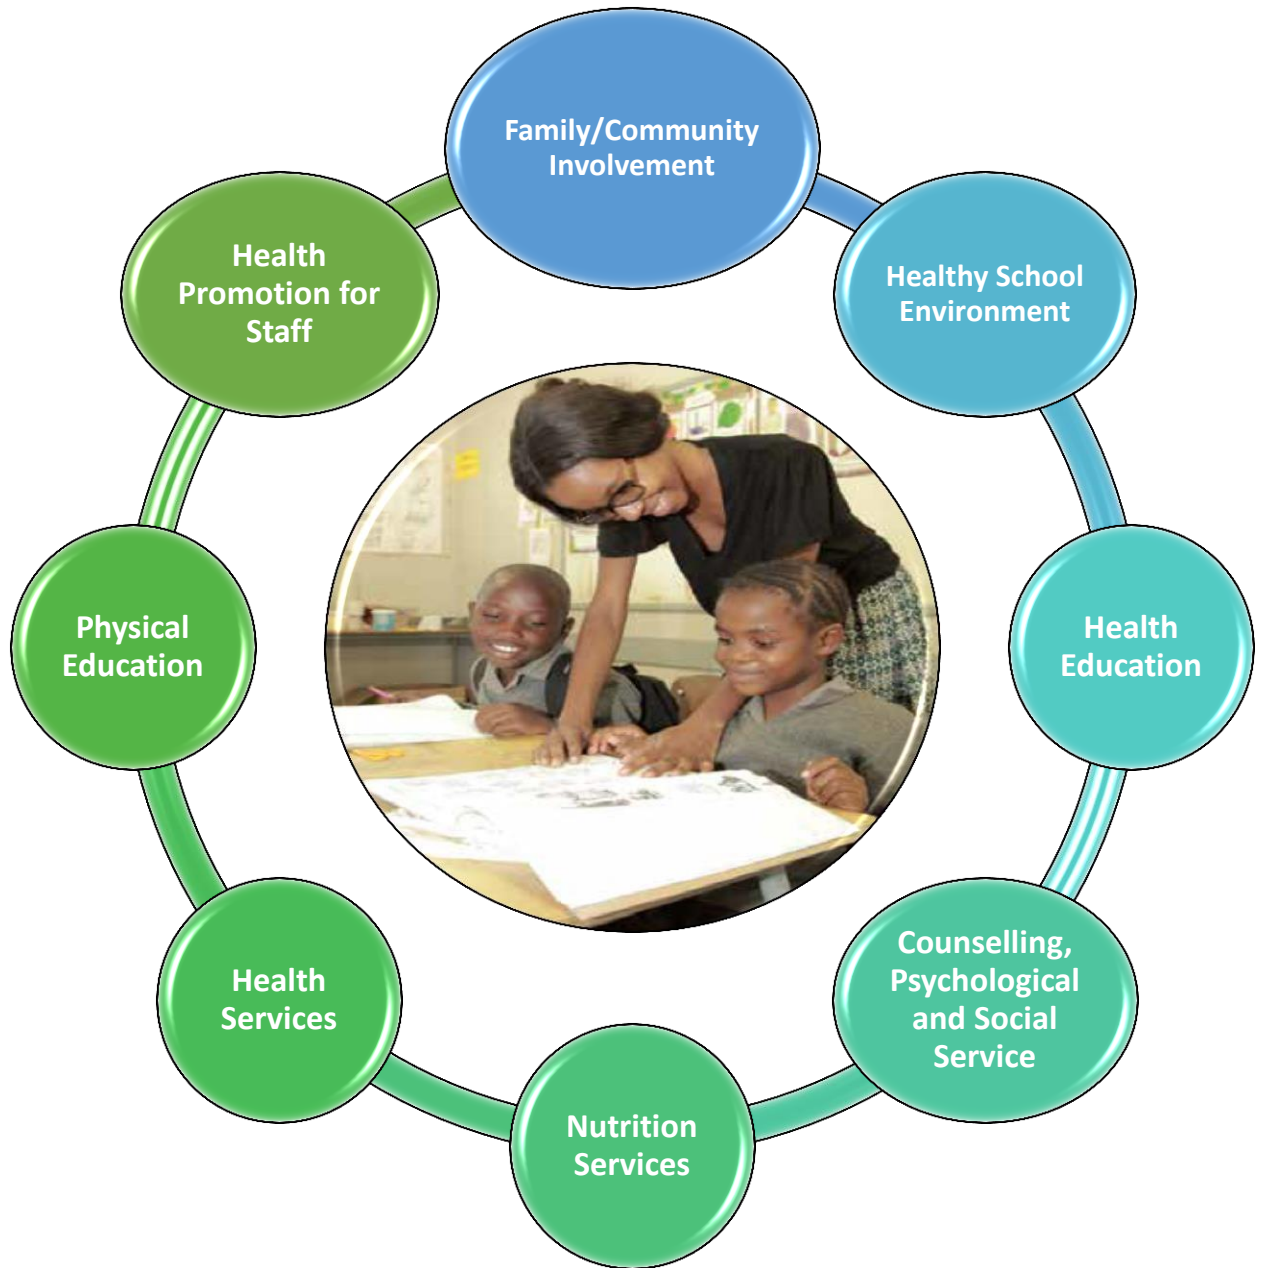 Family/Community
Involvement
Healthy School
Environment
Health
Education
Counselling,
Psychological
and Social
Service
Nutrition
Services
Health
Services
Physical
Education
Health
Promotion for
Staff